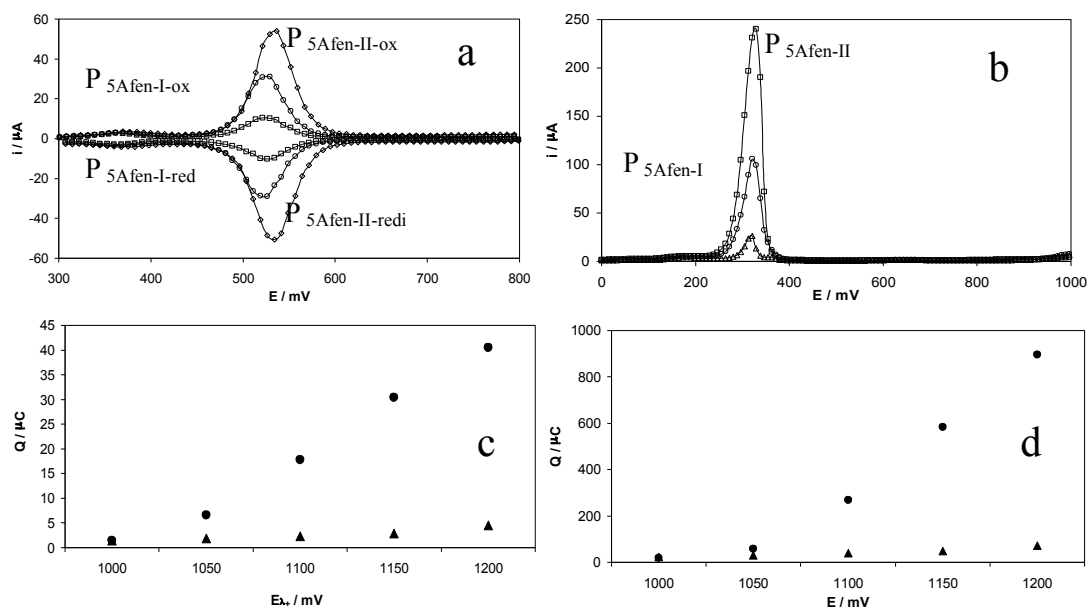 a
P 5Afen-II-ox
P 5Afen-I-ox
P 5Afen-I-red
P 5Afen-II-redi
60
40
20
0
-20
-40
-60
i / µA
300 400 500 600 700 800
E / mV
b
P 5Afen-II
P 5Afen-I
250
200
150
100
50
0
i / µA
0 200 400 600 800 1000
E / mV
c
45
40
35
30
25
20
15
10
5
0
Q / µC
1000 1050 1100 1150 1200
Eλ+ / mV
d
1000
800
600
400
200
0
Q / µC
1000 1050 1100 1150 1200
E / mV